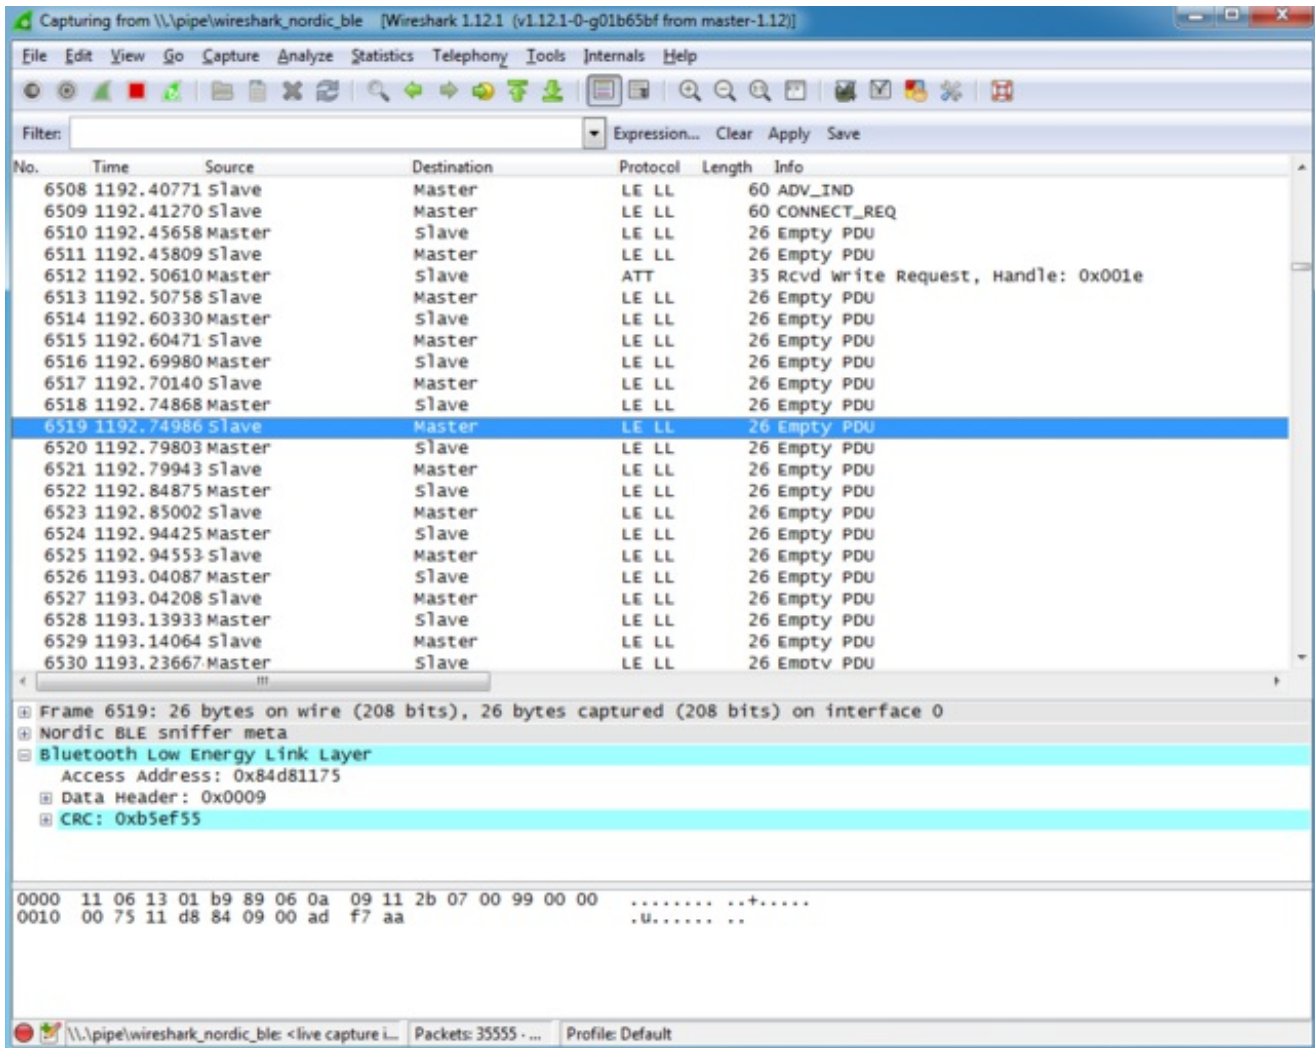 Capturing from \\.\pipe\wireshark_nordic_ble [Wireshark 1.12.1 (v1.12.1-0-g01b65bf from master-1.12)]
File Edit View Go Capture Analyze Statistics Telephony Tools Internals Help
Filter: Expression... Clear Apply Save
No. Time Source Destination Protocol Length Info
6508 1192.40771 Slave Master LE LL 60 ADV_IND
6509 1192.41270 Slave Master LE LL 60 CONNECT_REQ
6510 1192.45658 Master Slave LE LL 26 Empty PDU
6511 1192.45809 Slave Master LE LL 26 Empty PDU
6512 1192.50610 Master Slave ATT 35 Rcvd Write Request, Handle: 0x001e
6513 1192.50758 Slave Master LE LL 26 Empty PDU
6514 1192.60330 Master Slave LE LL 26 Empty PDU
6515 1192.60471 Slave Master LE LL 26 Empty PDU
6516 1192.69980 Master Slave LE LL 26 Empty PDU
6517 1192.70140 Slave Master LE LL 26 Empty PDU
6518 1192.74868 Master Slave LE LL 26 Empty PDU
6519 1192.74986 Slave Master LE LL 26 Empty PDU
6520 1192.79803 Master Slave LE LL 26 Empty PDU
6521 1192.79943 Slave Master LE LL 26 Empty PDU
6522 1192.84875 Master Slave LE LL 26 Empty PDU
6523 1192.85002 Slave Master LE LL 26 Empty PDU
6524 1192.94425 Master Slave LE LL 26 Empty PDU
6525 1192.94553 Slave Master LE LL 26 Empty PDU
6526 1193.04087 Master Slave LE LL 26 Empty PDU
6527 1193.04208 Slave Master LE LL 26 Empty PDU
6528 1193.13933 Master Slave LE LL 26 Empty PDU
6529 1193.14064 Slave Master LE LL 26 Empty PDU
6530 1193.23667 Master Slave LE LL 26 Empty PDU
Frame 6519: 26 bytes on wire (208 bits), 26 bytes captured (208 bits) on interface 0
Nordic BLE sniffer meta
Bluetooth Low Energy Link Layer
Access Address: 0x84d81175
Data Header: 0x0009
CRC: 0xb5ef55
0000 11 06 13 01 b9 89 06 0a 09 11 2b 07 00 99 00 00 ........ ..+.....
0010 00 75 11 d8 84 09 00 ad f7 aa .u...... ..
\\.\pipe\wireshark_nordic_ble: <live capture i... Packets: 35555 · ... Profile: Default